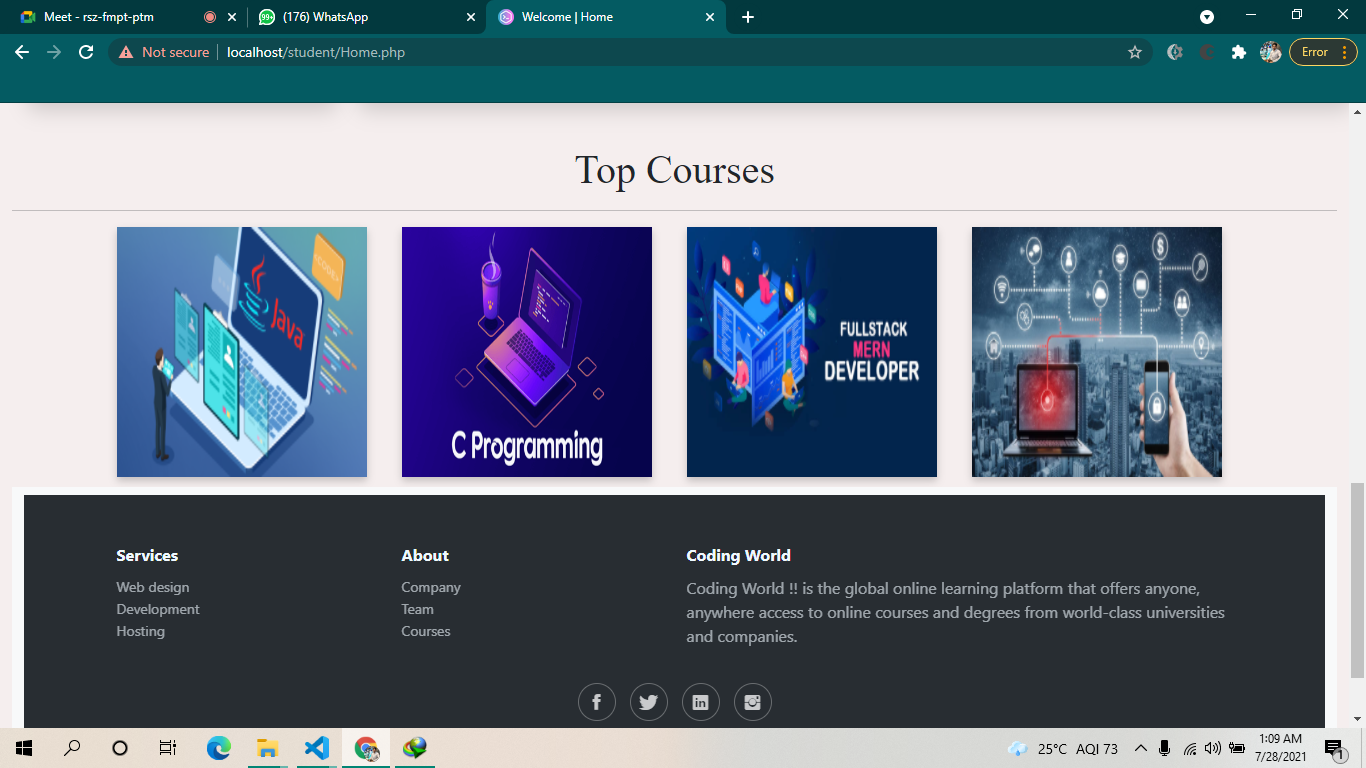 Meet - rsz-fmpt-ptm
99+
(176) WhatsApp
Welcome | Home
Not secure
localhost/student/Home.php
Error
Top Courses
Java
C Programming
FULLSTACK
MERN
DEVELOPER
$
Services
Web design
Development
Hosting
About
Company
Team
Courses
Coding World
Coding World !! is the global online learning platform that offers anyone,
anywhere access to online courses and degrees from world-class universities
and companies.
25°C AQI 73
1:09 AM
7/28/2021
1